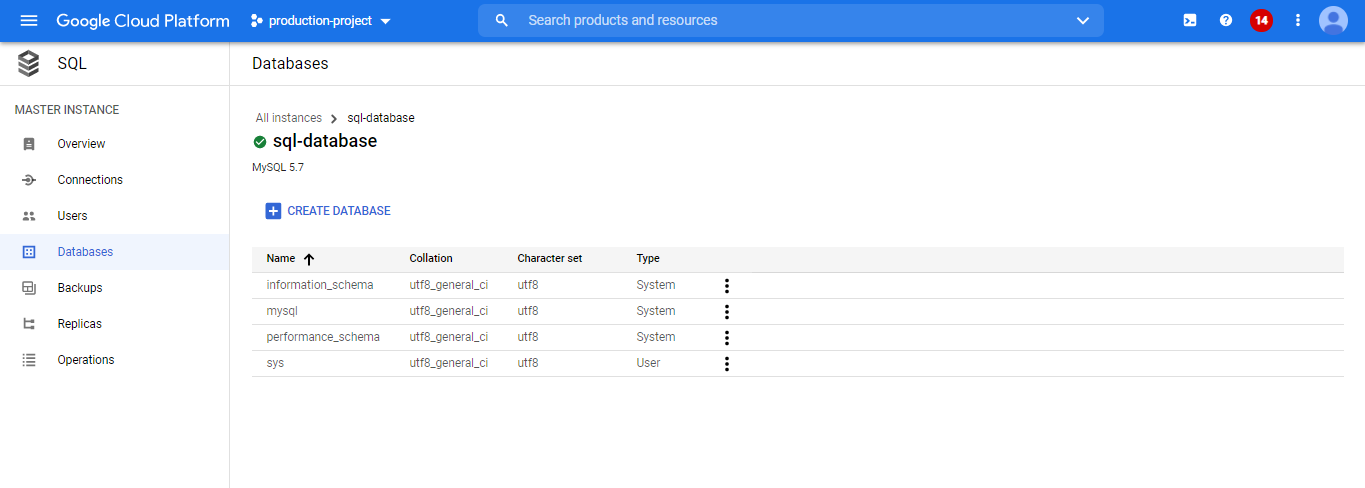 Google Cloud Platform production-project Search products and resources 14
SQL Databases
MASTER INSTANCE
Overview
Connections
Users
Databases
Backups
Replicas
Operations
All instances > sql-database
sql-database
MySQL 5.7
CREATE DATABASE
Name Collation Character set Type
information_schema utf8_general_ci utf8 System
mysql utf8_general_ci utf8 System
performance_schema utf8_general_ci utf8 System
sys utf8_general_ci utf8 User